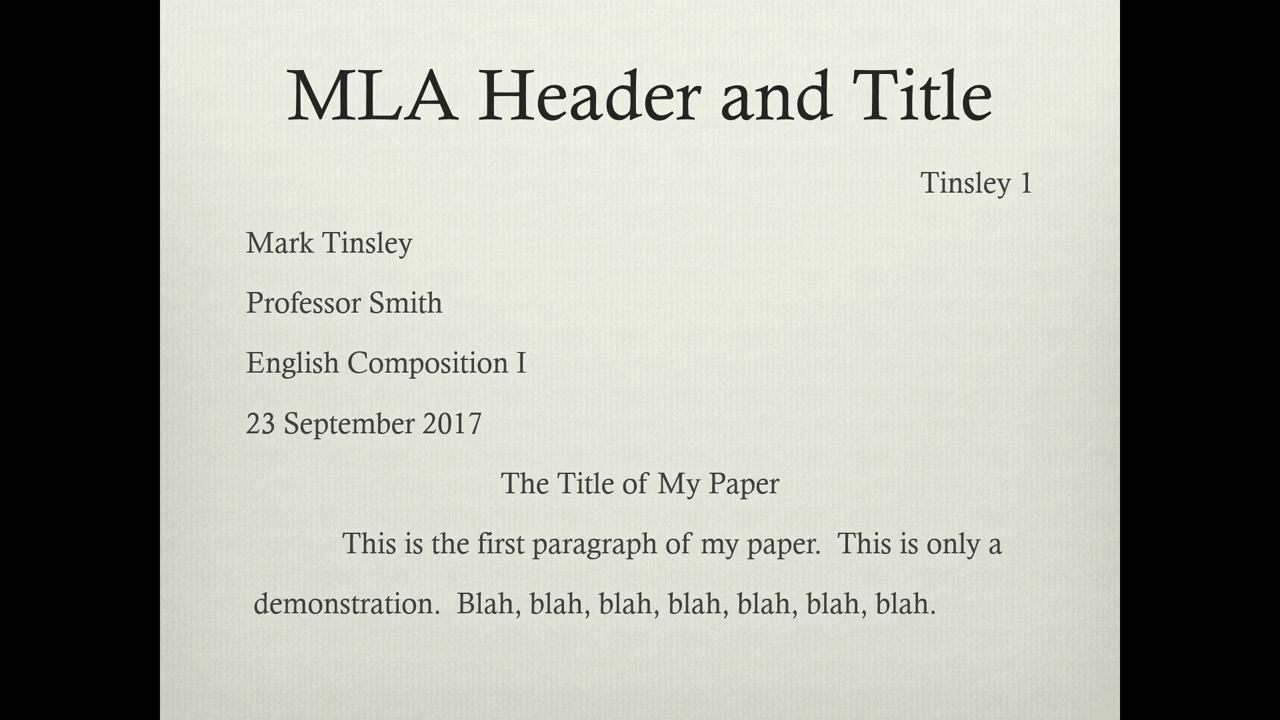 MLA Header and Title
Tinsley 1
Mark Tinsley
Professor Smith
English Composition I
23 September 2017
The Title of My Paper
This is the first paragraph of my paper.  This is only a
demonstration.  Blah, blah, blah, blah, blah, blah, blah.